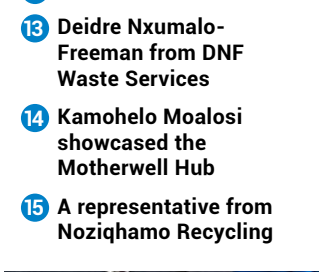 13 Deidre Nxumalo-
Freeman from DNF
Waste Services
14 Kamohelo Moalosi
showcased the
Motherwell Hub
15 A representative from
Noziqhamo Recycling